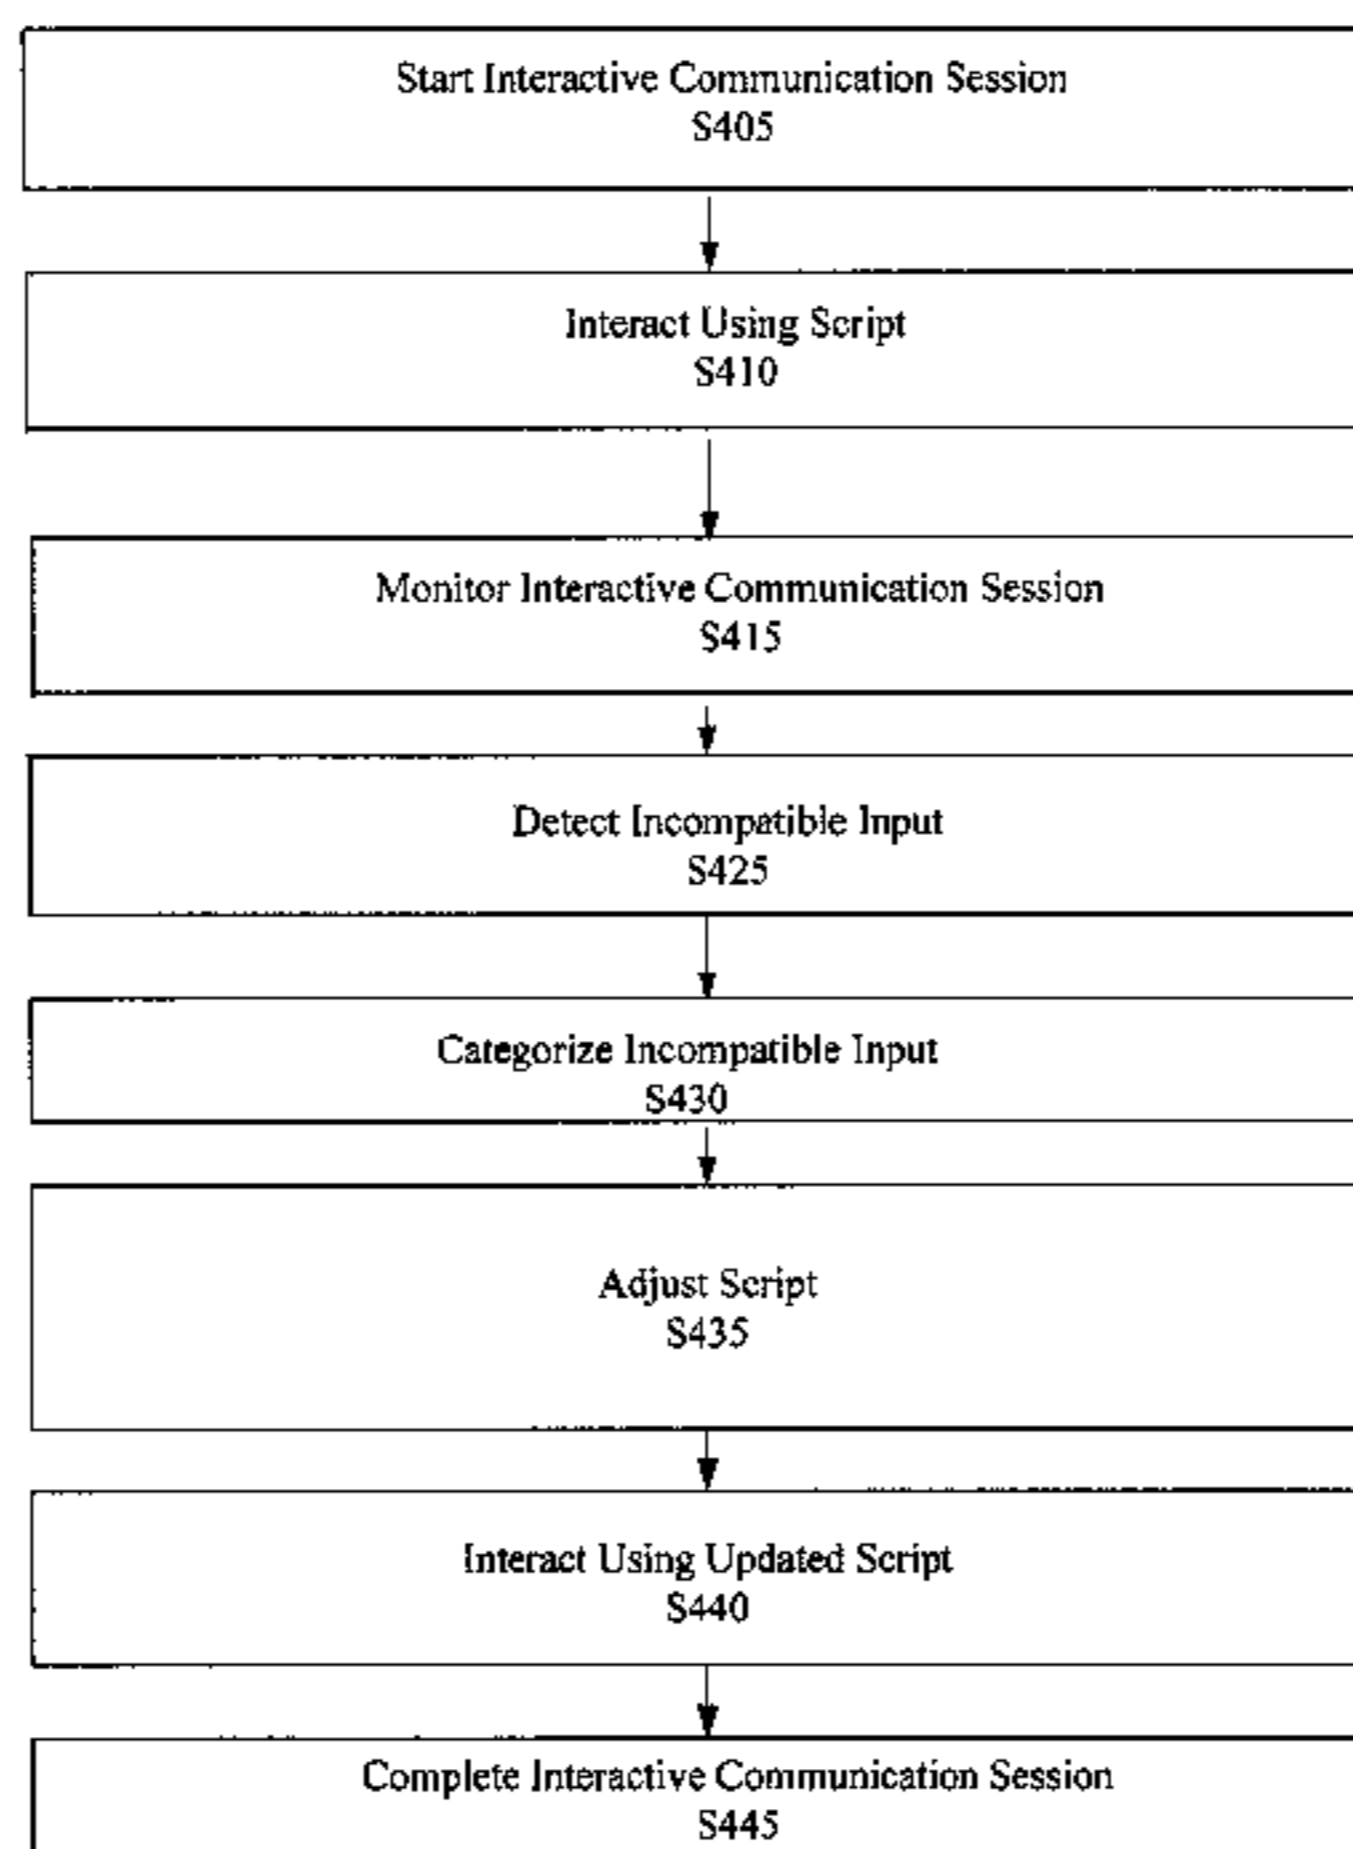 Start Interactive Communication Session
S405
Interact Using Script
S410
Monitor Interactive Communication Session
S415
Detect Incompatible Input
S425
Categorize Incompatible Input
S430
Adjust Script
S435
Interact Using Updated Script
S440
Complete Interactive Communication Session
S445